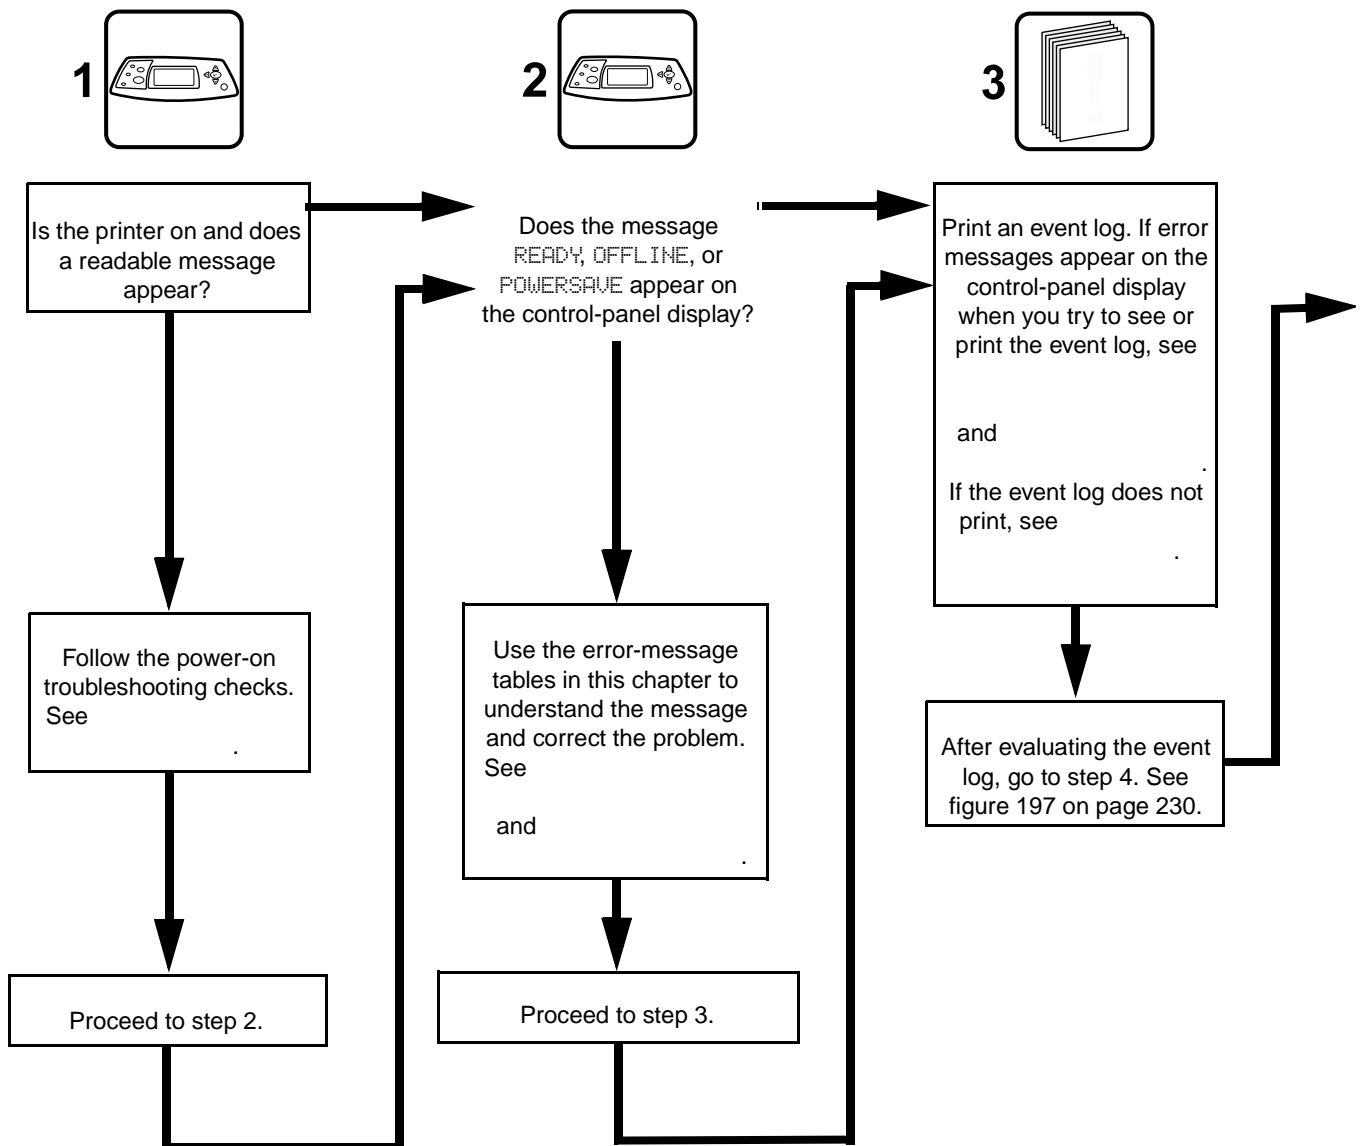 1
2
3
Is the printer on and does
a readable message
appear?
Does the message
READY, OFFLINE, or
POWERSAVE appear on
the control-panel display?
Print an event log. If error
messages appear on the
control-panel display
when you try to see or
print the event log, see
and
.
If the event log does not
print, see
.
Follow the power-on
troubleshooting checks.
See
.
Use the error-message
tables in this chapter to
understand the message
and correct the problem.
See
and
.
After evaluating the event
log, go to step 4. See
figure 197 on page 230.
Proceed to step 2.
Proceed to step 3.